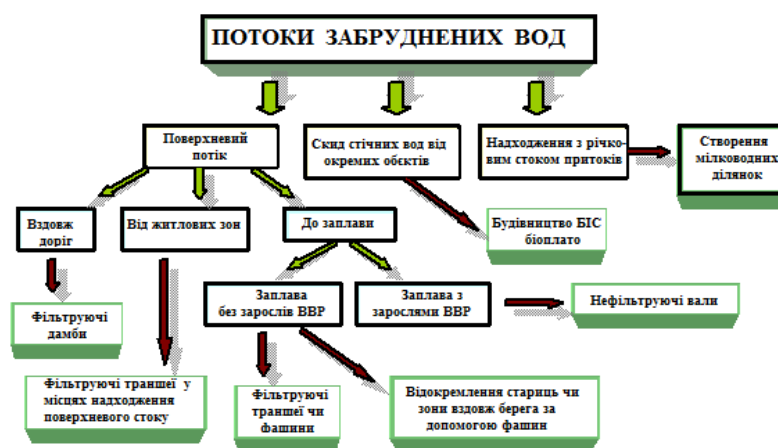 ПОТОКИ ЗАБРУДНЕНИХ ВОД
Поверхневий
потік
Скид стічних вод від
окремих обєктів
Надходження з річко-
вим стоком притоків
Створення
мілководних
ділянок
Вздовж
доріг
Від житлових зон
До заплави
Будівництво БІС
біоплато
Заплава
без зарослів ВВР
Заплава з
зарослями ВВР
Нефільтруючі вали
Фільтруючі
дамби
Фільтруючі траншеї у
місцях надходження
поверхневого стоку
Фільтруючі
траншеї чи
фашини
Відокремлення стариць чи
зони вздовж берега за
допомогою фашин